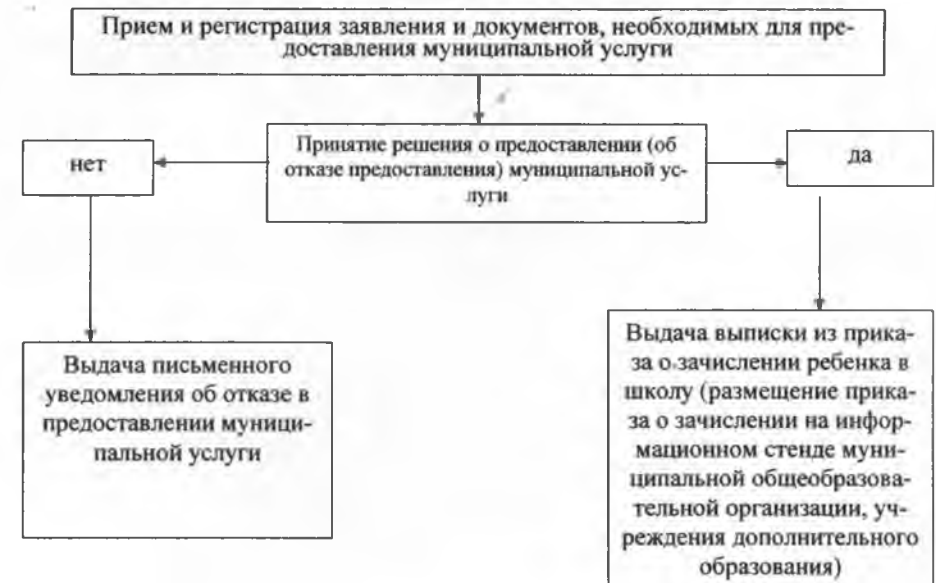 Прием и регистрация заявления и документов, необходимых для пре-
доставления муниципальной услуги
Принятие решения о предоставлении (об
отказе предоставления) муниципальной ус-
луги
нет
да
Выдача письменного
уведомления об отказе в
предоставлении муници-
пальной услуги
Выдача выписки из прика-
за о зачислении ребенка в
школу (размещение прика-
за о зачислении на инфор-
мационном стенде муни-
ципальной общеобразова-
тельной организации, уч-
реждения дополнительного
образования)